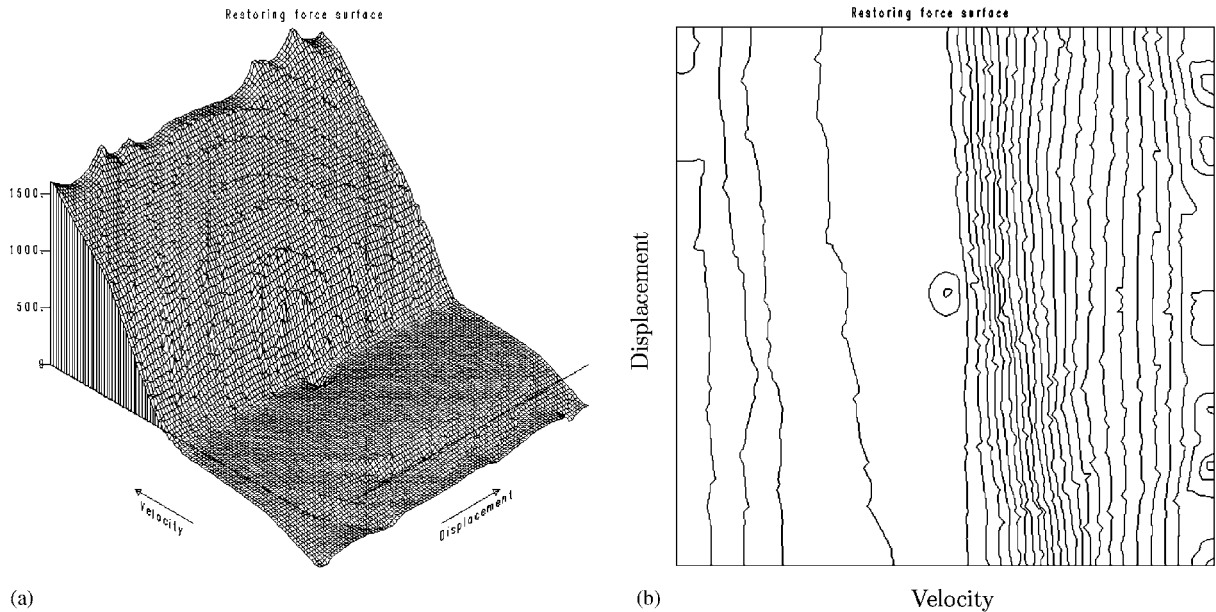 Restoring force surface
1500.
1000.
500.
0
Velocity
Displacement
(a)
Restoring force surface
Displacement
Velocity
(b)